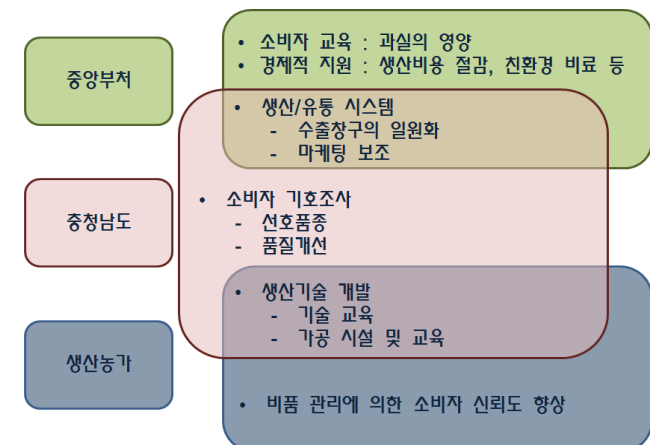 중앙부처
• 소비자 교육 : 과실의 영양
• 경제적 지원 : 생산비용 절감, 친환경 비료 등
• 생산/유통 시스템
- 수출창구의 일원화
- 마케팅 보조
충청남도
• 소비자 기호조사
- 선호품종
- 품질개선
생산농가
• 생산기술 개발
- 기술 교육
- 가공 시설 및 교육
• 비품 관리에 의한 소비자 신뢰도 향상